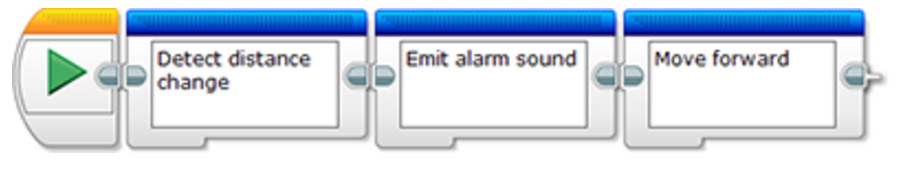 Detect distance
change
Emit alarm sound
Move forward